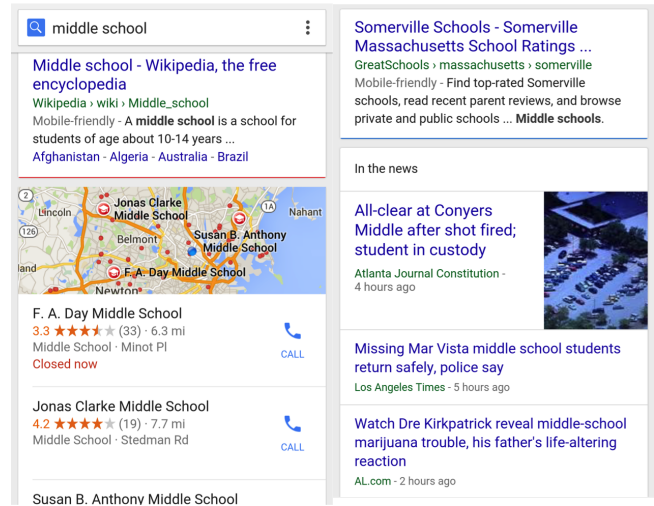 middle school
Middle school - Wikipedia, the free
encyclopedia
Wikipedia › wiki › Middle_school
Mobile-friendly - A middle school is a school for
students of age about 10-14 years ...
Afghanistan - Algeria - Australia - Brazil
2
Lincoln
Jonas Clarke
Middle School
1A
Nahant
126
Belmont
Susan B. Anthony
Middle School
land
F. A. Day Middle School
Newton
F. A. Day Middle School
3.3 (33) · 6.3 mi
Middle School · Minot Pl
Closed now
CALL
Jonas Clarke Middle School
4.2 (19) · 7.7 mi
Middle School · Stedman Rd
CALL
Susan B. Anthony Middle School
Somerville Schools - Somerville
Massachusetts School Ratings ...
GreatSchools › massachusetts › somerville
Mobile-friendly - Find top-rated Somerville
schools, read recent parent reviews, and browse
private and public schools ... Middle schools.
In the news
All-clear at Conyers
Middle after shot fired;
student in custody
Atlanta Journal Constitution -
4 hours ago
Missing Mar Vista middle school students
return safely, police say
Los Angeles Times - 5 hours ago
Watch Dre Kirkpatrick reveal middle-school
marijuana trouble, his father's life-altering
reaction
AL.com - 2 hours ago